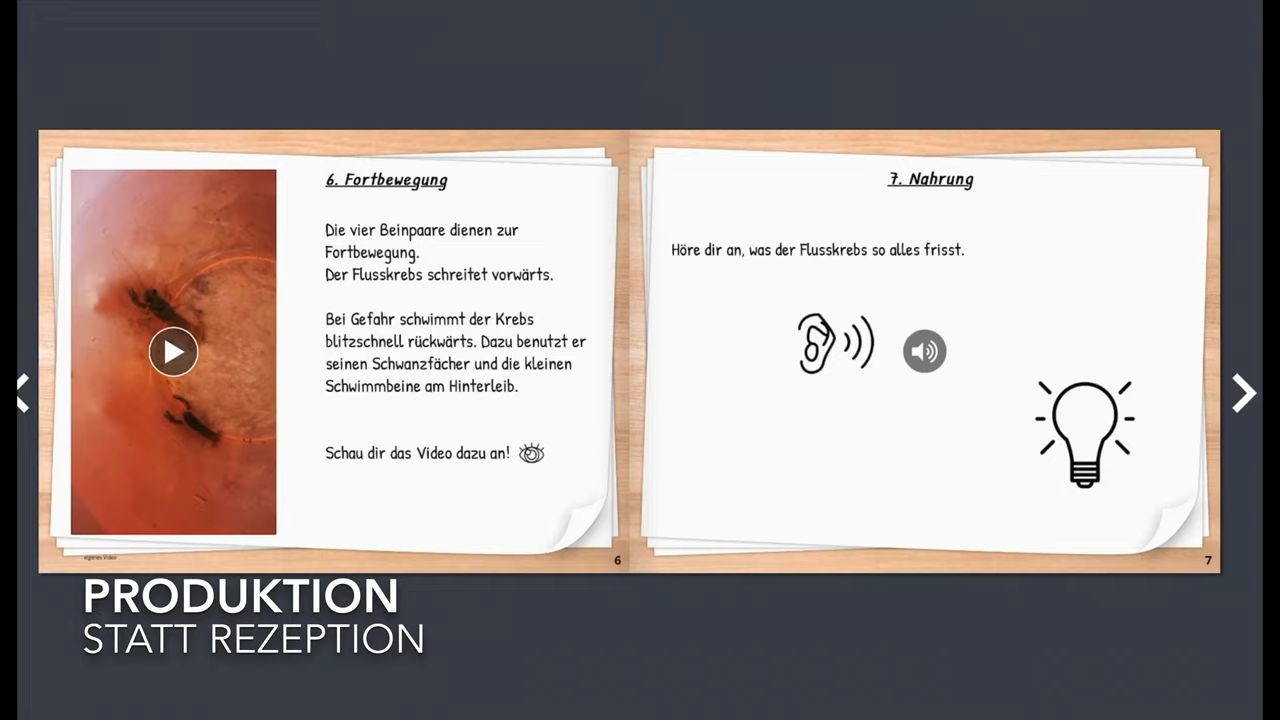 6. Fortbewegung
Die vier Beinpaare dienen zur
Fortbewegung.
Der Flusskrebs schreitet vorwärts.
Bei Gefahr schwimmt der Krebs
blitzschnell rückwärts. Dazu benutzt er
seinen Schwanzfächer und die kleinen
Schwimmbeine am Hinterleib.
Schau dir das Video dazu an!
eigenes Video
6
7. Nahrung
Höre dir an, was der Flusskrebs so alles frisst.
7
PRODUKTION
STATT REZEPTION